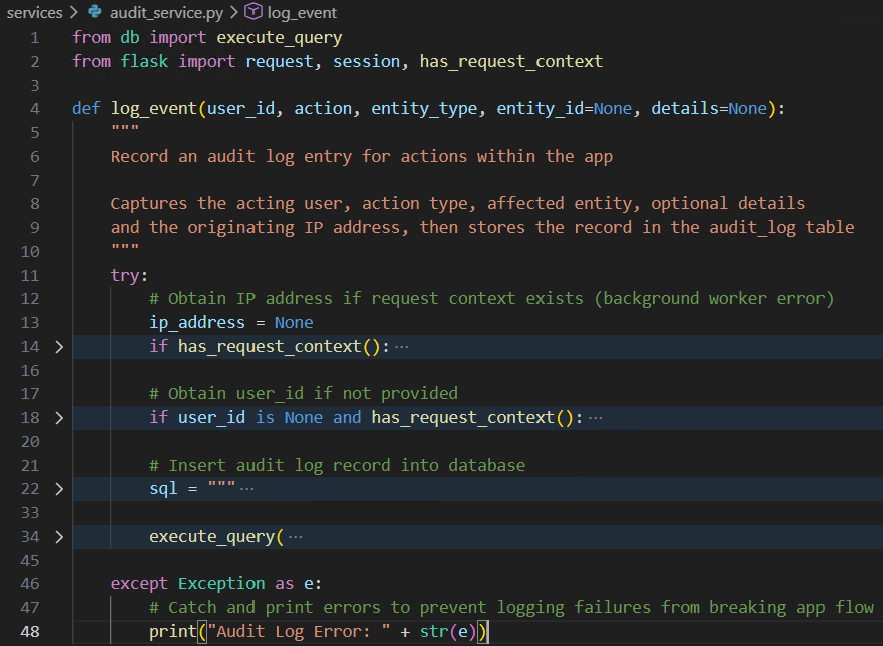 services > audit_service.py > log_event
1 from db import execute_query
2 from flask import request, session, has_request_context
3
4 def log_event(user_id, action, entity_type, entity_id=None, details=None):
5     """
6     Record an audit log entry for actions within the app
7
8     Captures the acting user, action type, affected entity, optional details
9     and the originating IP address, then stores the record in the audit_log table
10     """
11     try:
12         # Obtain IP address if request context exists (background worker error)
13         ip_address = None
14 >         if has_request_context(): ···
16
17         # Obtain user_id if not provided
18 >         if user_id is None and has_request_context(): ···
20
21         # Insert audit log record into database
22 >         sql = """ ···
33
34 >         execute_query( ···
45
46     except Exception as e:
47         # Catch and print errors to prevent logging failures from breaking app flow
48         print("Audit Log Error: " + str(e))